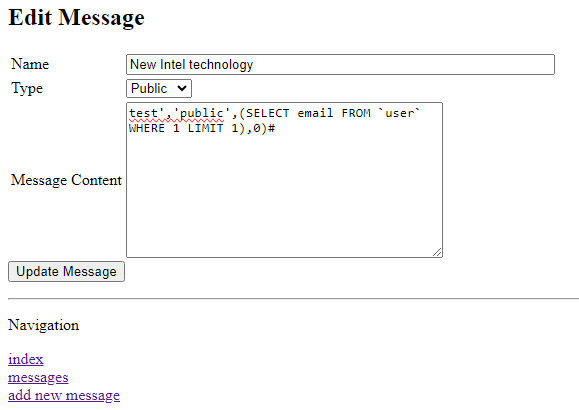 Edit Message
Name New Intel technology
Type Public
Message Content
test','public',(SELECT email FROM `user`
WHERE 1 LIMIT 1),0)#
Update Message
Navigation
index
messages
add new message